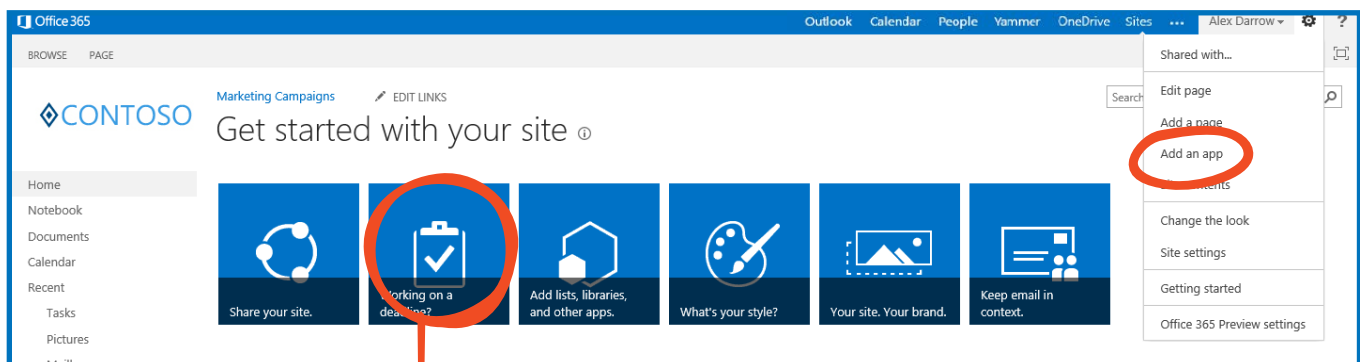 Office 365
Outlook Calendar People Yammer OneDrive Sites ... Alex Darrow ?
BROWSE PAGE
CONTOSO
Marketing Campaigns EDIT LINKS
Get started with your site
Search
Home
Notebook
Documents
Calendar
Recent
Tasks
Pictures
Share your site.
Working on a
deadline?
Add lists, libraries,
and other apps.
What's your style?
Your site. Your brand.
Keep email in
context.
Shared with...
Edit page
Add a page
Add an app
Change the look
Site settings
Getting started
Office 365 Preview settings